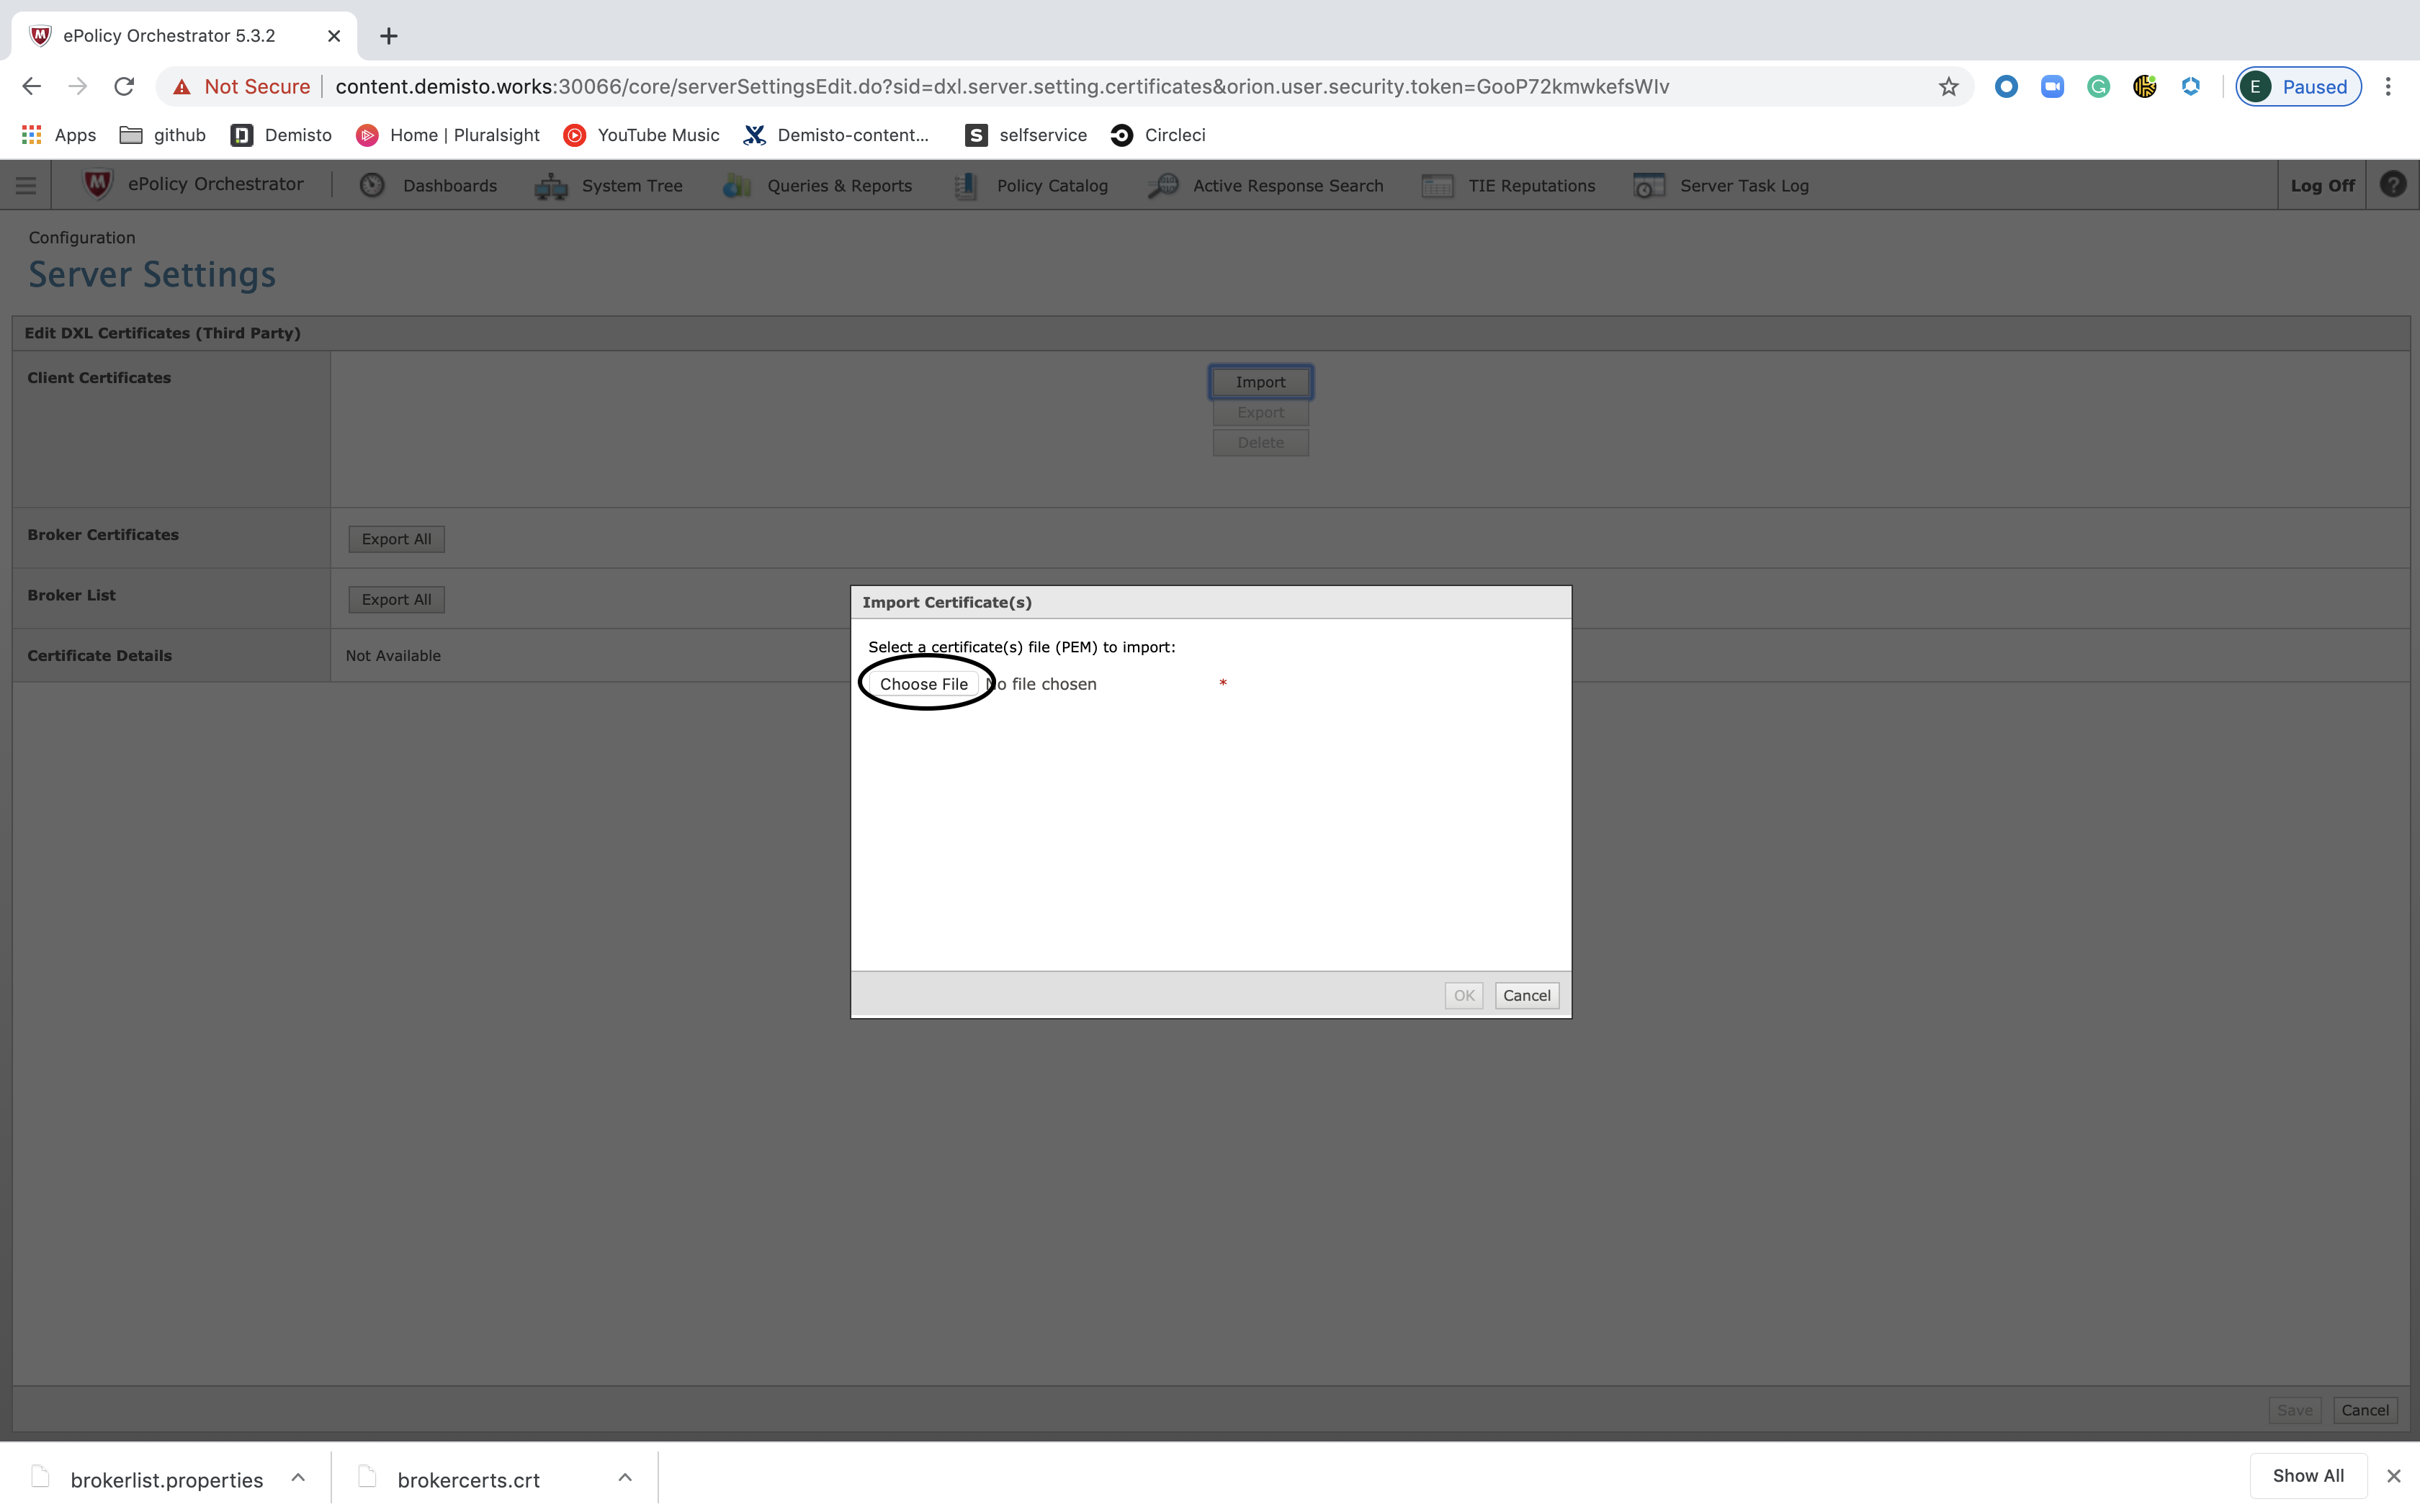 ePolicy Orchestrator 5.3.2
Not Secure content.demisto.works:30066/core/serverSettingsEdit.do?sid=dxl.server.setting.certificates&orion.user.security.token=GooP72kmwkefsWIv E Paused
Apps github Demisto Home | Pluralsight YouTube Music Demisto-content... S selfservice Circleci
ePolicy Orchestrator Dashboards System Tree Queries & Reports Policy Catalog Active Response Search TIE Reputations Server Task Log Log Off ?
Configuration
Server Settings
Edit DXL Certificates (Third Party)
Client Certificates
Import
Export
Delete
Broker Certificates Export All
Broker List Export All
Certificate Details Not Available
Import Certificate(s)
Select a certificate(s) file (PEM) to import:
Choose File No file chosen *
OK Cancel
Save Cancel
brokerlist.properties brokercerts.crt Show All